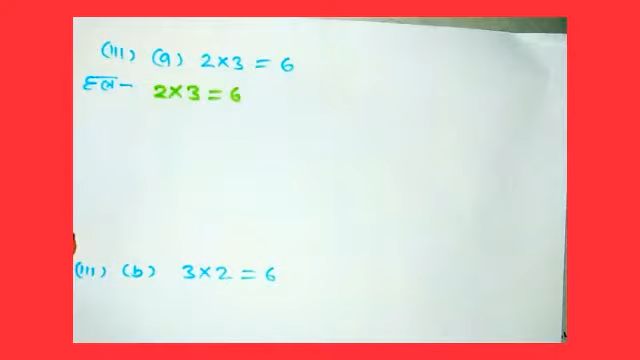 (iii) (a) 2×3 = 6
हल- 2×3 = 6
(iii) (b) 3×2 = 6